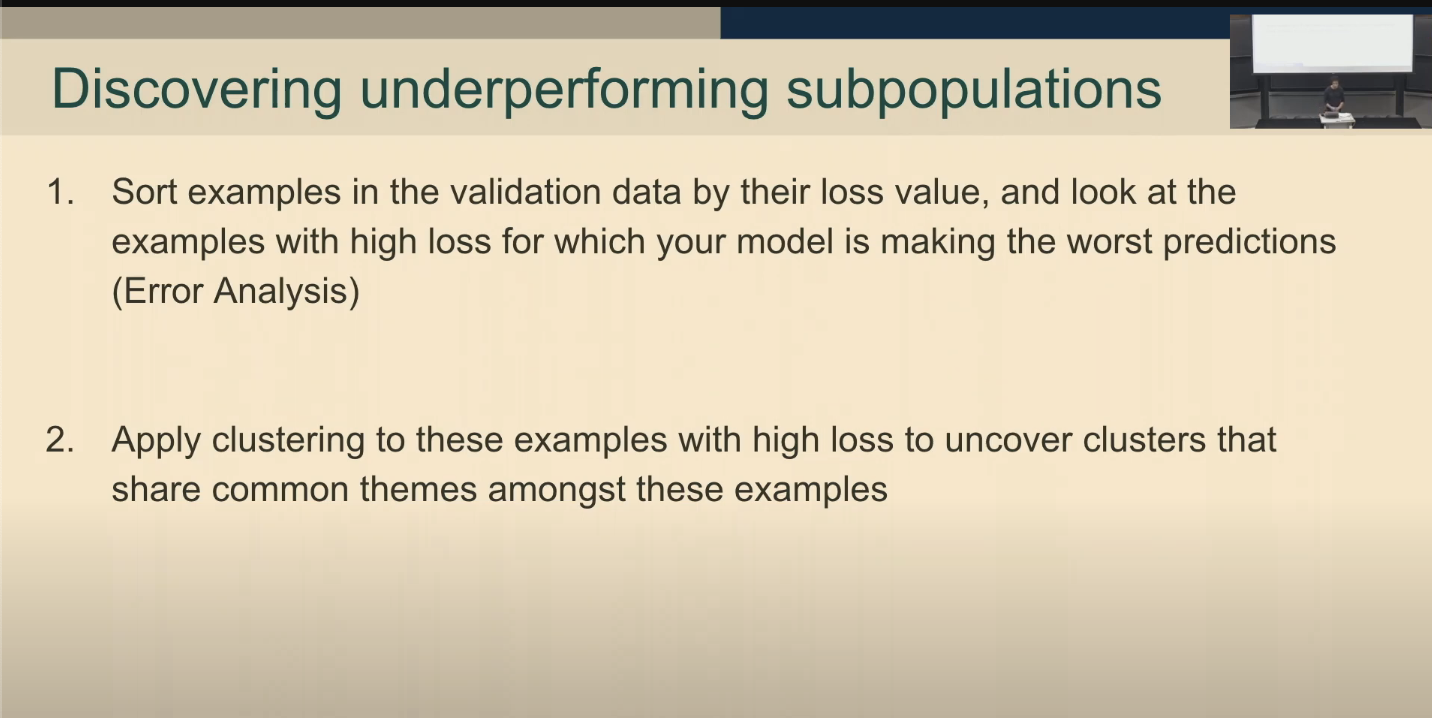 Discovering underperforming subpopulations
1. Sort examples in the validation data by their loss value, and look at the
examples with high loss for which your model is making the worst predictions
(Error Analysis)
2. Apply clustering to these examples with high loss to uncover clusters that
share common themes amongst these examples